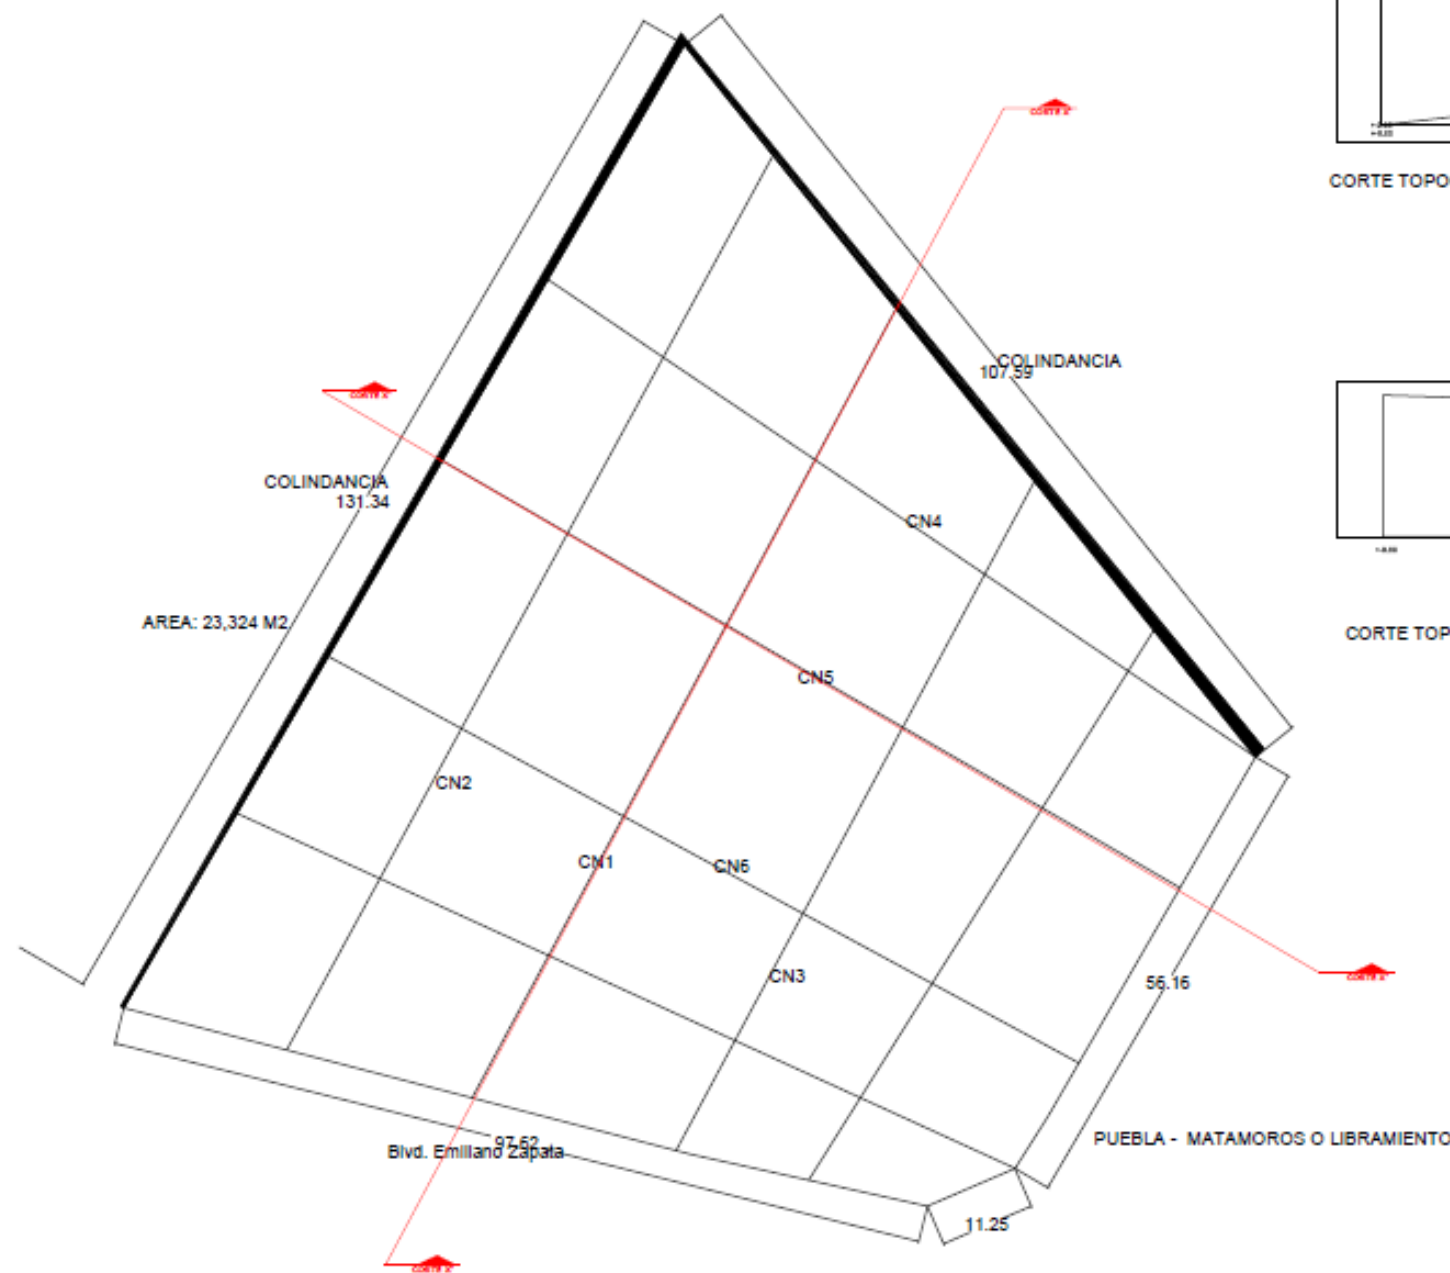 CORTE TOPO
COLINDANCIA
107.59
COLINDANCIA
131.34
CN4
AREA: 23,324 M2
CORTE TOP
CN5
CN2
CN1
CN6
CN3
56.16
97.62
Blvd. Emiliano Zapata
PUEBLA - MATAMOROS O LIBRAMIENTO
11.25